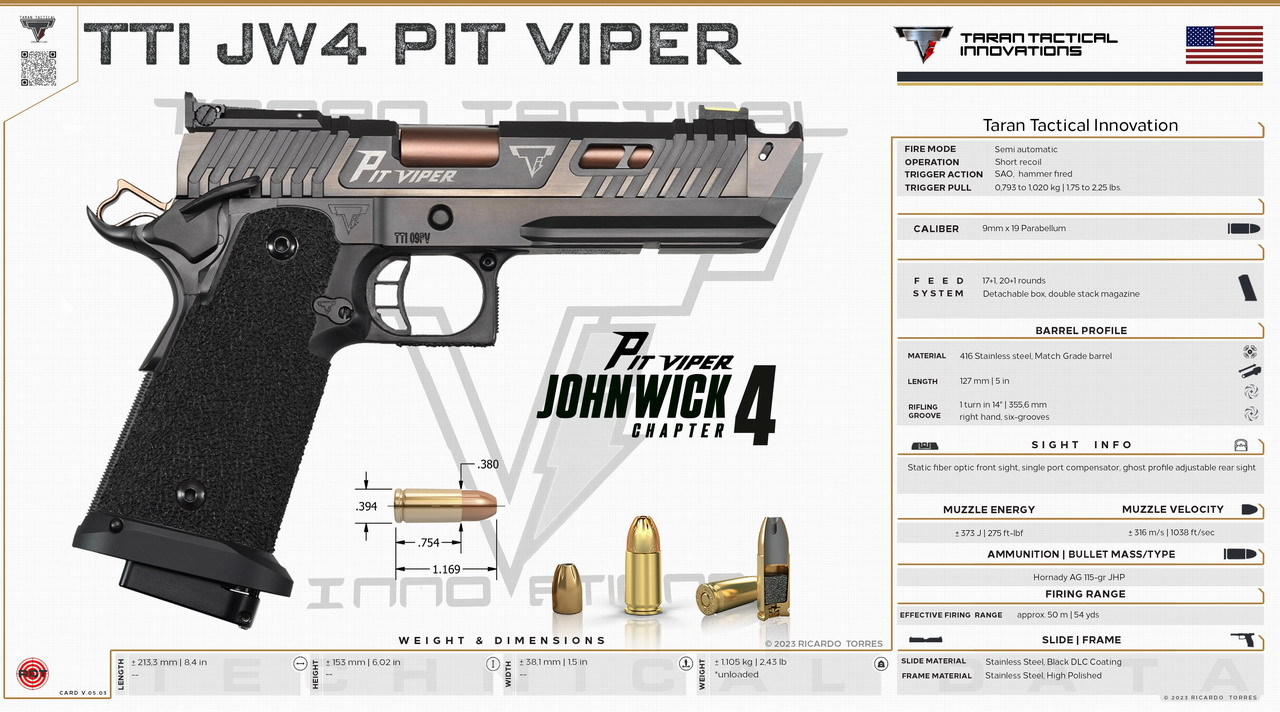 TTI JW4 PIT VIPER
TARAN TACTICAL
INNOVATIONS
TARAN TACTICAL
PIT VIPER
TTI 09PV
PIT VIPER
JOHN WICK 4
CHAPTER
.380
.394
.754
1.169
INNOVATIONS
© 2023 RICARDO TORRES
Taran Tactical Innovation
FIRE MODE Semi automatic
OPERATION Short recoil
TRIGGER ACTION SAO, hammer fired
TRIGGER PULL 0,793 to 1.020 kg | 1.75 to 2.25 lbs.
CALIBER 9mm x 19 Parabellum
FEED 17+1, 20+1 rounds
SYSTEM Detachable box, double stack magazine
BARREL PROFILE
MATERIAL 416 Stainless steel, Match Grade barrel
LENGTH 127 mm | 5 in
RIFLING 1 turn in 14" | 355,6 mm
GROOVE right hand, six-grooves
SIGHT INFO
Static fiber optic front sight, single port compensator, ghost profile adjustable rear sight
MUZZLE ENERGY MUZZLE VELOCITY
± 373 J | 275 ft-lbf ± 316 m/s | 1038 ft/sec
AMMUNITION | BULLET MASS/TYPE
Hornady AG 115-gr JHP
FIRING RANGE
EFFECTIVE FIRING RANGE approx. 50 m | 54 yds
SLIDE | FRAME
SLIDE MATERIAL Stainless Steel, Black DLC Coating
FRAME MATERIAL Stainless Steel, High Polished
© 2023 RICARDO TORRES
WEIGHT & DIMENSIONS
LENGTH ± 213.3 mm | 8.4 in
--
HEIGHT ± 153 mm | 6.02 in
--
WIDTH ± 38.1 mm | 1.5 in
--
WEIGHT ± 1.105 kg | 2.43 lb
*unloaded
TECHNICAL DATA
RDT
CARD V.05.03